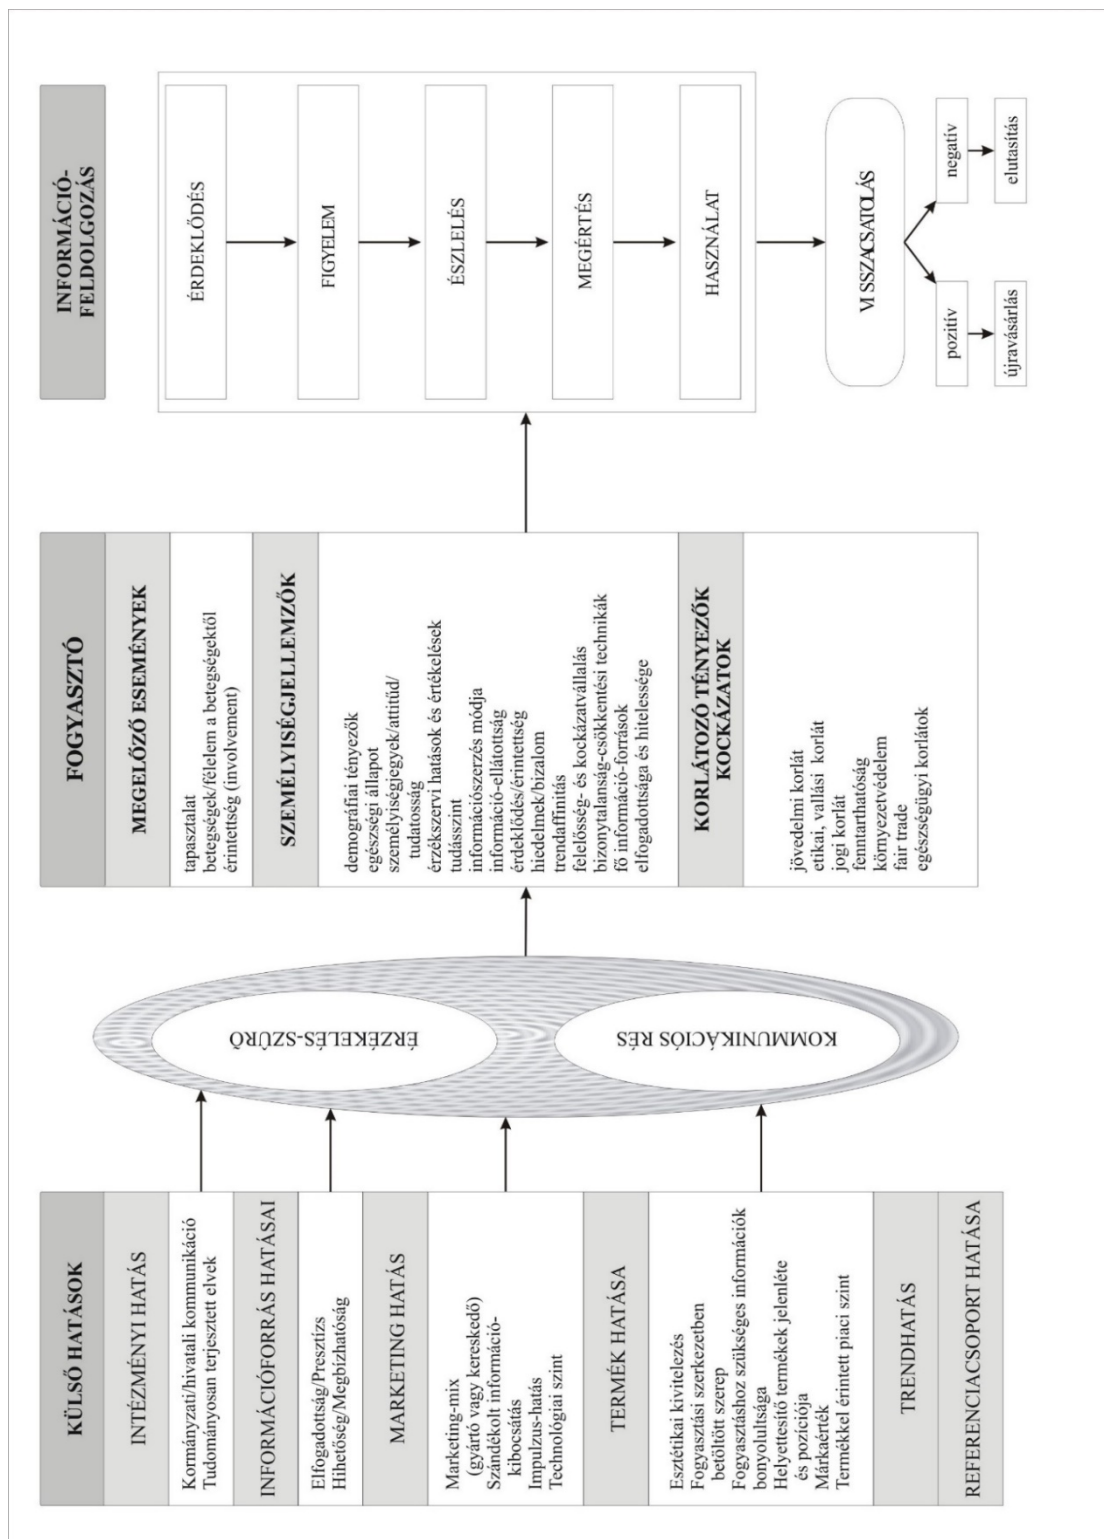 KÜLSŐ HATÁSOK
INTÉZMÉNYI HATÁS
Kormányzati/hivatali kommunikáció
Tudományosan terjesztett elvek
INFORMÁCIÓFORRÁS HATÁSAI
Elfogadottság/Presztízs
Hihetőség/Megbízhatóság
MARKETING HATÁS
Marketing-mix
(gyártó vagy kereskedő)
Szándékolt információ-
kibocsátás
Impulzus-hatás
Technológiai szint
TERMÉK HATÁSA
Esztétikai kivitelezés
Fogyasztási szerkezetben
betöltött szerep
Fogyasztáshoz szükséges információk
bonyolultsága
Helyettesítő termékek jelenléte
és poziciója
Márkaérték
Termékkel érintett piaci szint
TRENDHATÁS
REFERENCIACSOPORT HATÁSA
ÉRZÉKELÉS-SZŰRŐ
KOMMUNIKÁCIÓS RÉS
FOGYASZTÓ
MEGELŐZŐ ESEMÉNYEK
tapasztalat
betegségek/félelem a betegségektől
érintettség (involvement)
SZEMÉLYISÉGJELLEMZŐK
demográfiai tényezők
egészségi állapot
személyiségjegyek/attitűd/
tudatosság
érzékszervi hatások és értékelések
tudásszint
információszerzés módja
információ-ellátottság
érdeklődés/érintettség
hiedelmek/bizalom
trendaffinitás
felelősség- és kockázatvállalás
bizonytalanság-csökkentési technikák
fő információ-források
elfogadottsága és hitelessége
KORLÁTOZÓ TÉNYEZŐK
KOCKÁZATOK
jövedelmi korlát
etikai, vallási korlát
jogi korlát
fenntarthatóság
környezetvédelem
fair trade
egészségügyi korlátok
INFORMÁCIÓ-
FELDOLGOZÁS
ÉRDEKLŐDÉS
FIGYELEM
ÉSZLELÉS
MEGÉRTÉS
HASZNÁLAT
VISSZACSATOLÁS
pozitív
negatív
újravásárlás
elutasítás